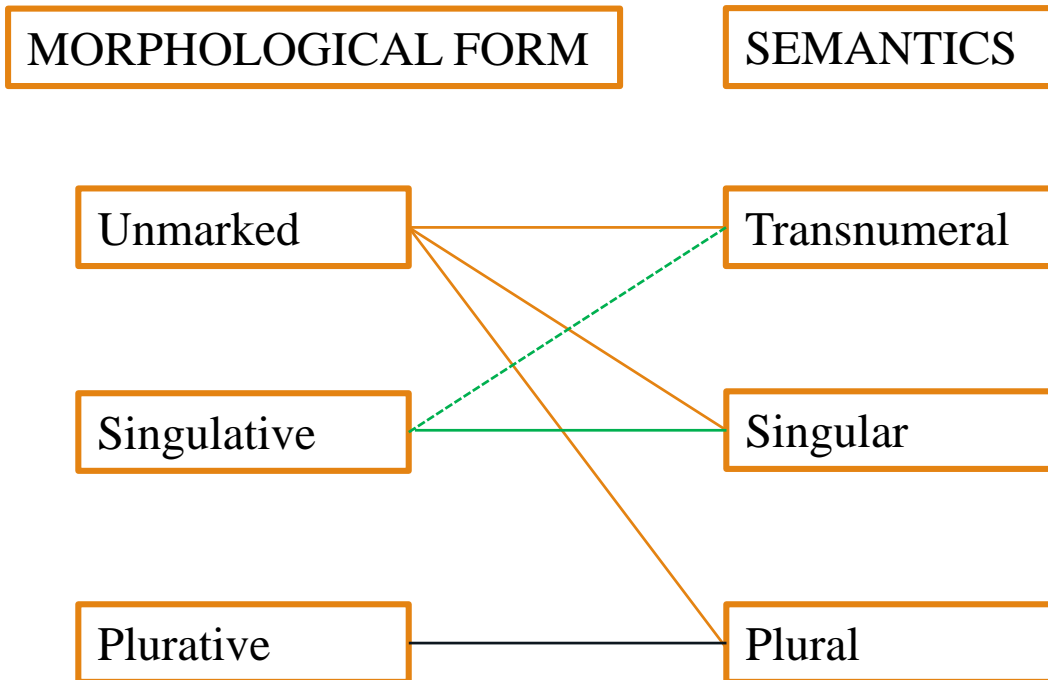 MORPHOLOGICAL FORM
SEMANTICS
Unmarked
Transnumeral
Singulative
Singular
Plurative
Plural